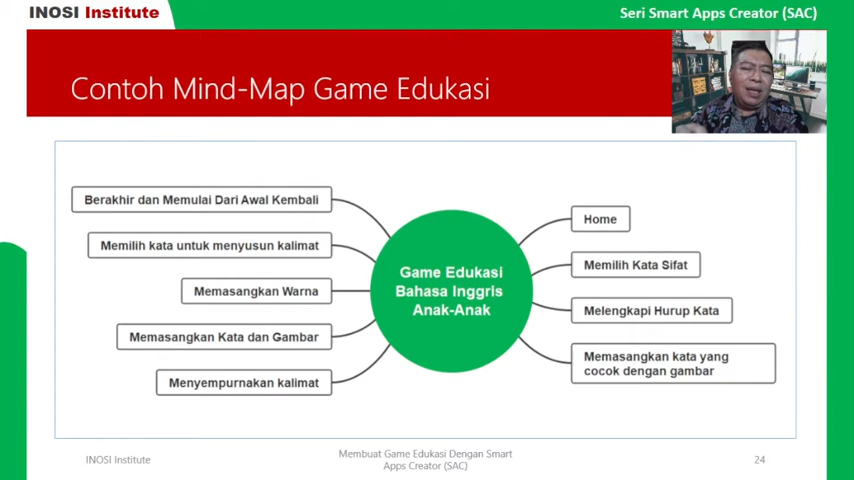 INOSI Institute
Seri Smart Apps Creator (SAC)
Contoh Mind-Map Game Edukasi
Berakhir dan Memulai Dari Awal Kembali
Memilih kata untuk menyusun kalimat
Memasangkan Warna
Memasangkan Kata dan Gambar
Menyempurnakan kalimat
Game Edukasi
Bahasa Inggris
Anak-Anak
Home
Memilih Kata Sifat
Melengkapi Hurup Kata
Memasangkan kata yang
cocok dengan gambar
INOSI Institute
Membuat Game Edukasi Dengan Smart
Apps Creator (SAC)
24